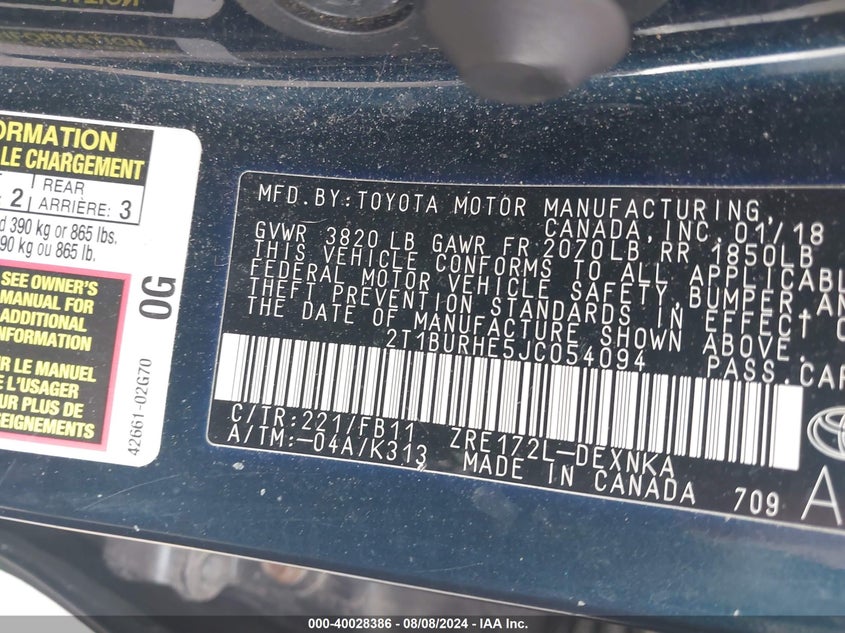 INFORMATION
ORMATION
LE CHARGEMENT
2 REAR
ARRIÈRE: 3
390 kg or 865 lbs.
90 kg ou 865 lb.
SEE OWNER'S
MANUAL FOR
ADDITIONAL
INFORMATION
LE MANUEL
L'USAGER
PLUS DE
SEIGNEMENTS
42661-02G70
0G
MFD. BY: TOYOTA MOTOR MANUFACTURING,
CANADA, INC. 01/18
GVWR 3820 LB GAWR FR 2070LB RR 1850LB
THIS VEHICLE CONFORMS TO ALL APPLICABL
FEDERAL MOTOR VEHICLE SAFETY, BUMPER, AN
THEFT PREVENTION STANDARDS IN EFFECT O
THE DATE OF MANUFACTURE SHOWN ABOVE.
2T1BURHE5JC054094 PASS.CAR
C/TR:221/FB11 ZRE172L-DEXNKA
A/TM:-04A/K313 MADE IN CANADA 709
A
000-40028386 - 08/08/2024 - IAA Inc.